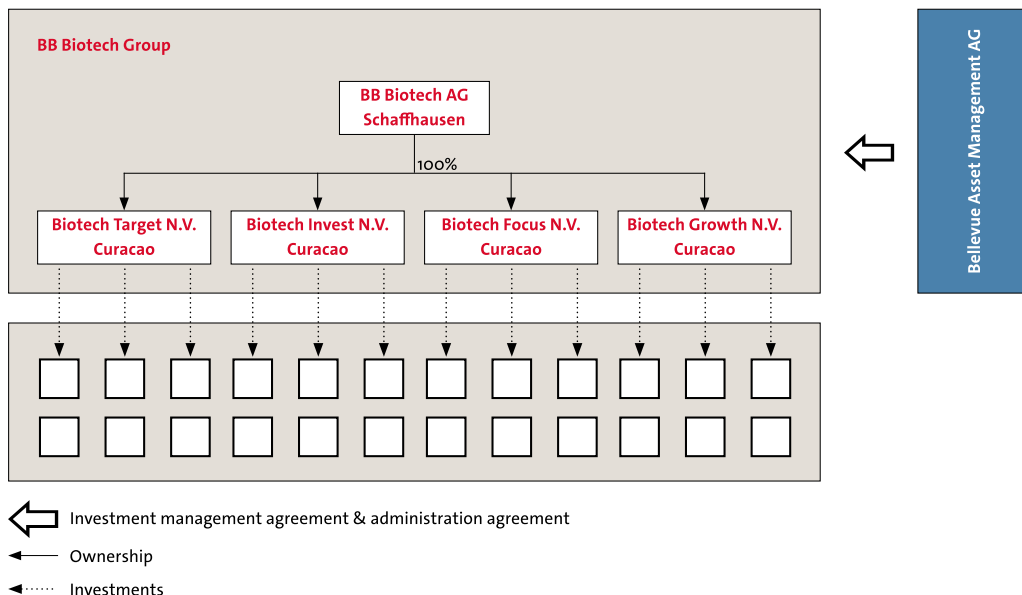 BB Biotech Group
Bellevue Asset Management AG
BB Biotech AG
Schaffhausen
100%
Biotech Target N.V.
Curacao
Biotech Invest N.V.
Curacao
Biotech Focus N.V.
Curacao
Biotech Growth N.V.
Curacao
Investment management agreement & administration agreement
Ownership
Investments